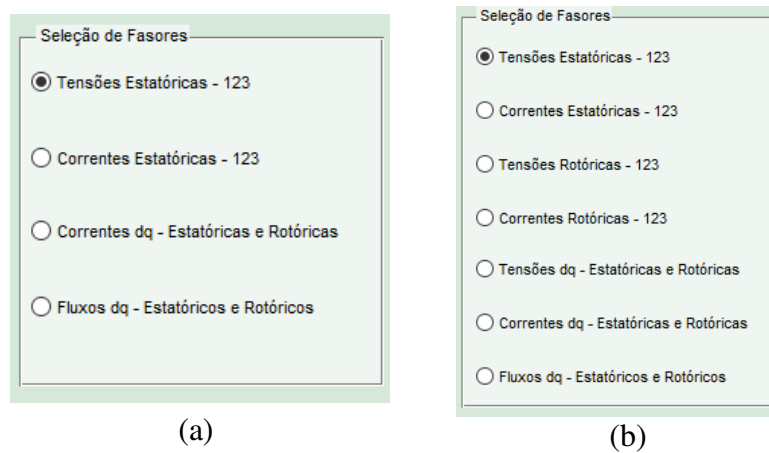 Seleção de Fasores
Tensões Estatóricas - 123
Correntes Estatóricas - 123
Correntes dq - Estatóricas e Rotóricas
Fluxos dq - Estatóricos e Rotóricos
(a)
Seleção de Fasores
Tensões Estatóricas - 123
Correntes Estatóricas - 123
Tensões Rotóricas - 123
Correntes Rotóricas - 123
Tensões dq - Estatóricas e Rotóricas
Correntes dq - Estatóricas e Rotóricas
Fluxos dq - Estatóricos e Rotóricos
(b)